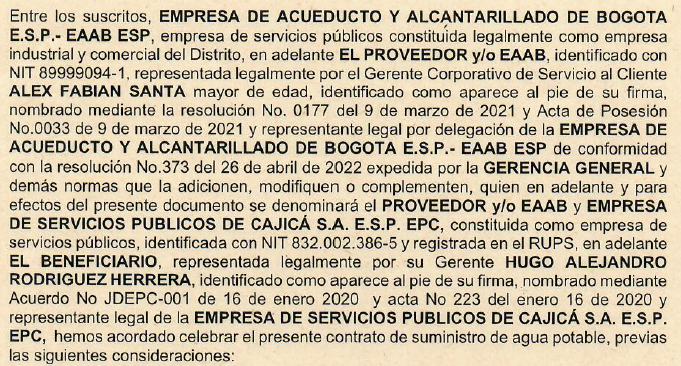 Entre los suscritos, EMPRESA DE ACUEDUCTO Y ALCANTARILLADO DE BOGOTA
E.S.P.- EAAB ESP, empresa de servicios públicos constituída legalmente como empresa
industrial y comercial del Distrito, en adelante EL PROVEEDOR y/o EAAB, identificado con
NIT 89999094-1, representada legalmente por el Gerente Corporativo de Servicio al Cliente
ALEX FABIAN SANTA mayor de edad, identificado como aparece al pie de su firma,
nombrado mediante la resolución No. 0177 del 9 de marzo de 2021 y Acta de Posesión
No.0033 de 9 de marzo de 2021 y representante legal por delegación de la EMPRESA DE
ACUEDUCTO Y ALCANTARILLADO DE BOGOTA E.S.P.- EAAB ESP de conformidad
con la resolución No.373 del 26 de abril de 2022 expedida por la GERENCIA GENERAL y
demás normas que la adicionen, modifiquen o complementen, quien en adelante y para
efectos del presente documento se denominará el PROVEEDOR y/o EAAB y EMPRESA
DE SERVICIOS PUBLICOS DE CAJICÁ S.A. E.S.P. EPC, constituida como empresa de
servicios públicos, identificada con NIT 832.002.386-5 y registrada en el RUPS, en adelante
EL BENEFICIARIO, representada legalmente por su Gerente HUGO ALEJANDRO
RODRIGUEZ HERRERA, identificado como aparece al pie de su firma, nombrado mediante
Acuerdo No JDEPC-001 de 16 de enero 2020 y acta No 223 del enero 16 de 2020 y
representante legal de la EMPRESA DE SERVICIOS PUBLICOS DE CAJICÁ S.A. E.S.P.
EPC, hemos acordado celebrar el presente contrato de suministro de agua potable, previas
las siguientes consideraciones: